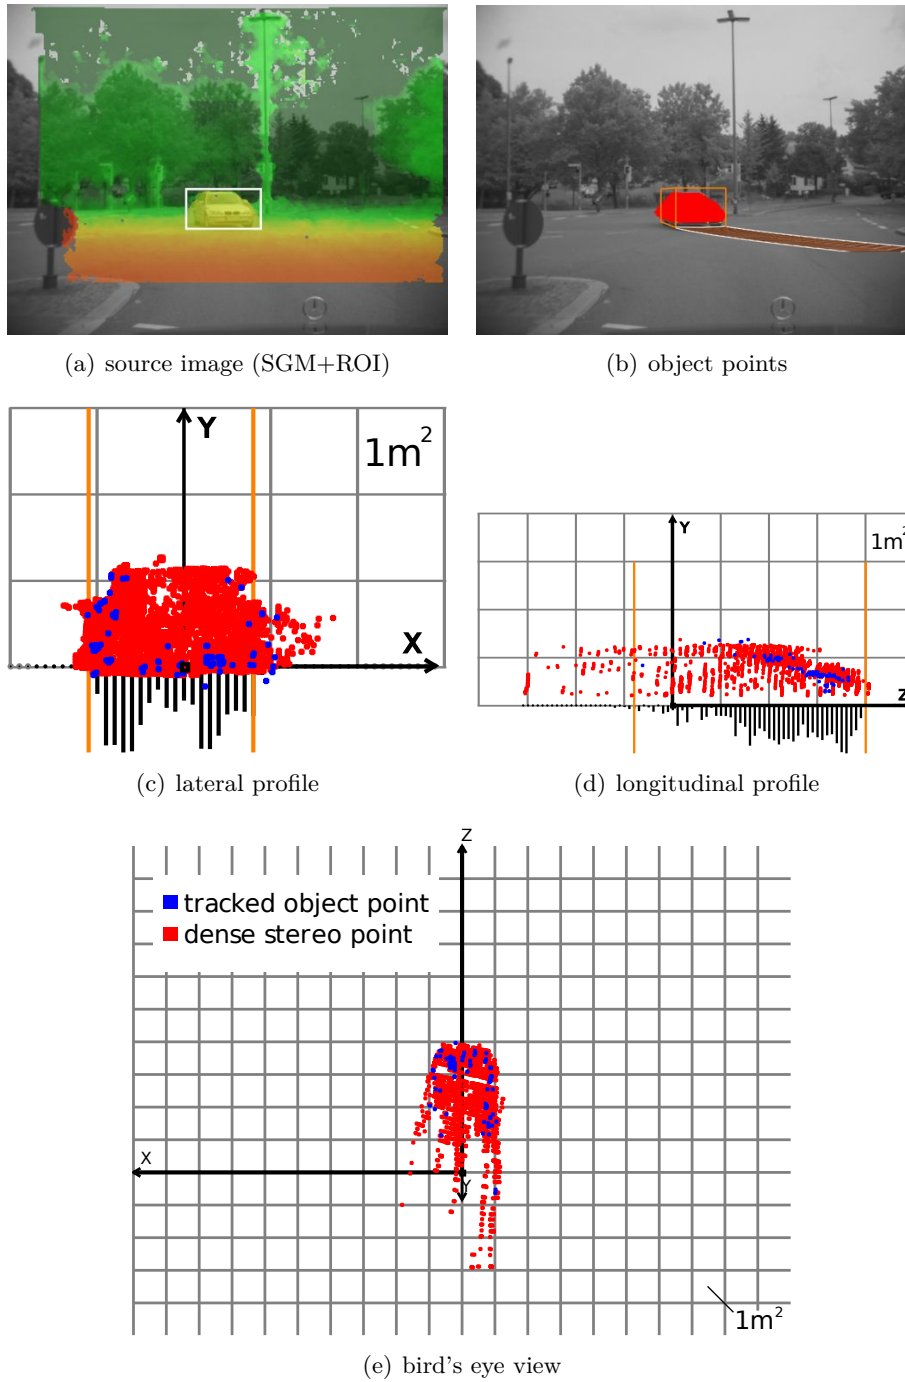 (a) source image (SGM+ROI)
(b) object points
Y
1m²
X
(c) lateral profile
Y
1m²
Z
(d) longitudinal profile
Z
tracked object point
dense stereo point
X
Y
1m²
(e) bird's eye view